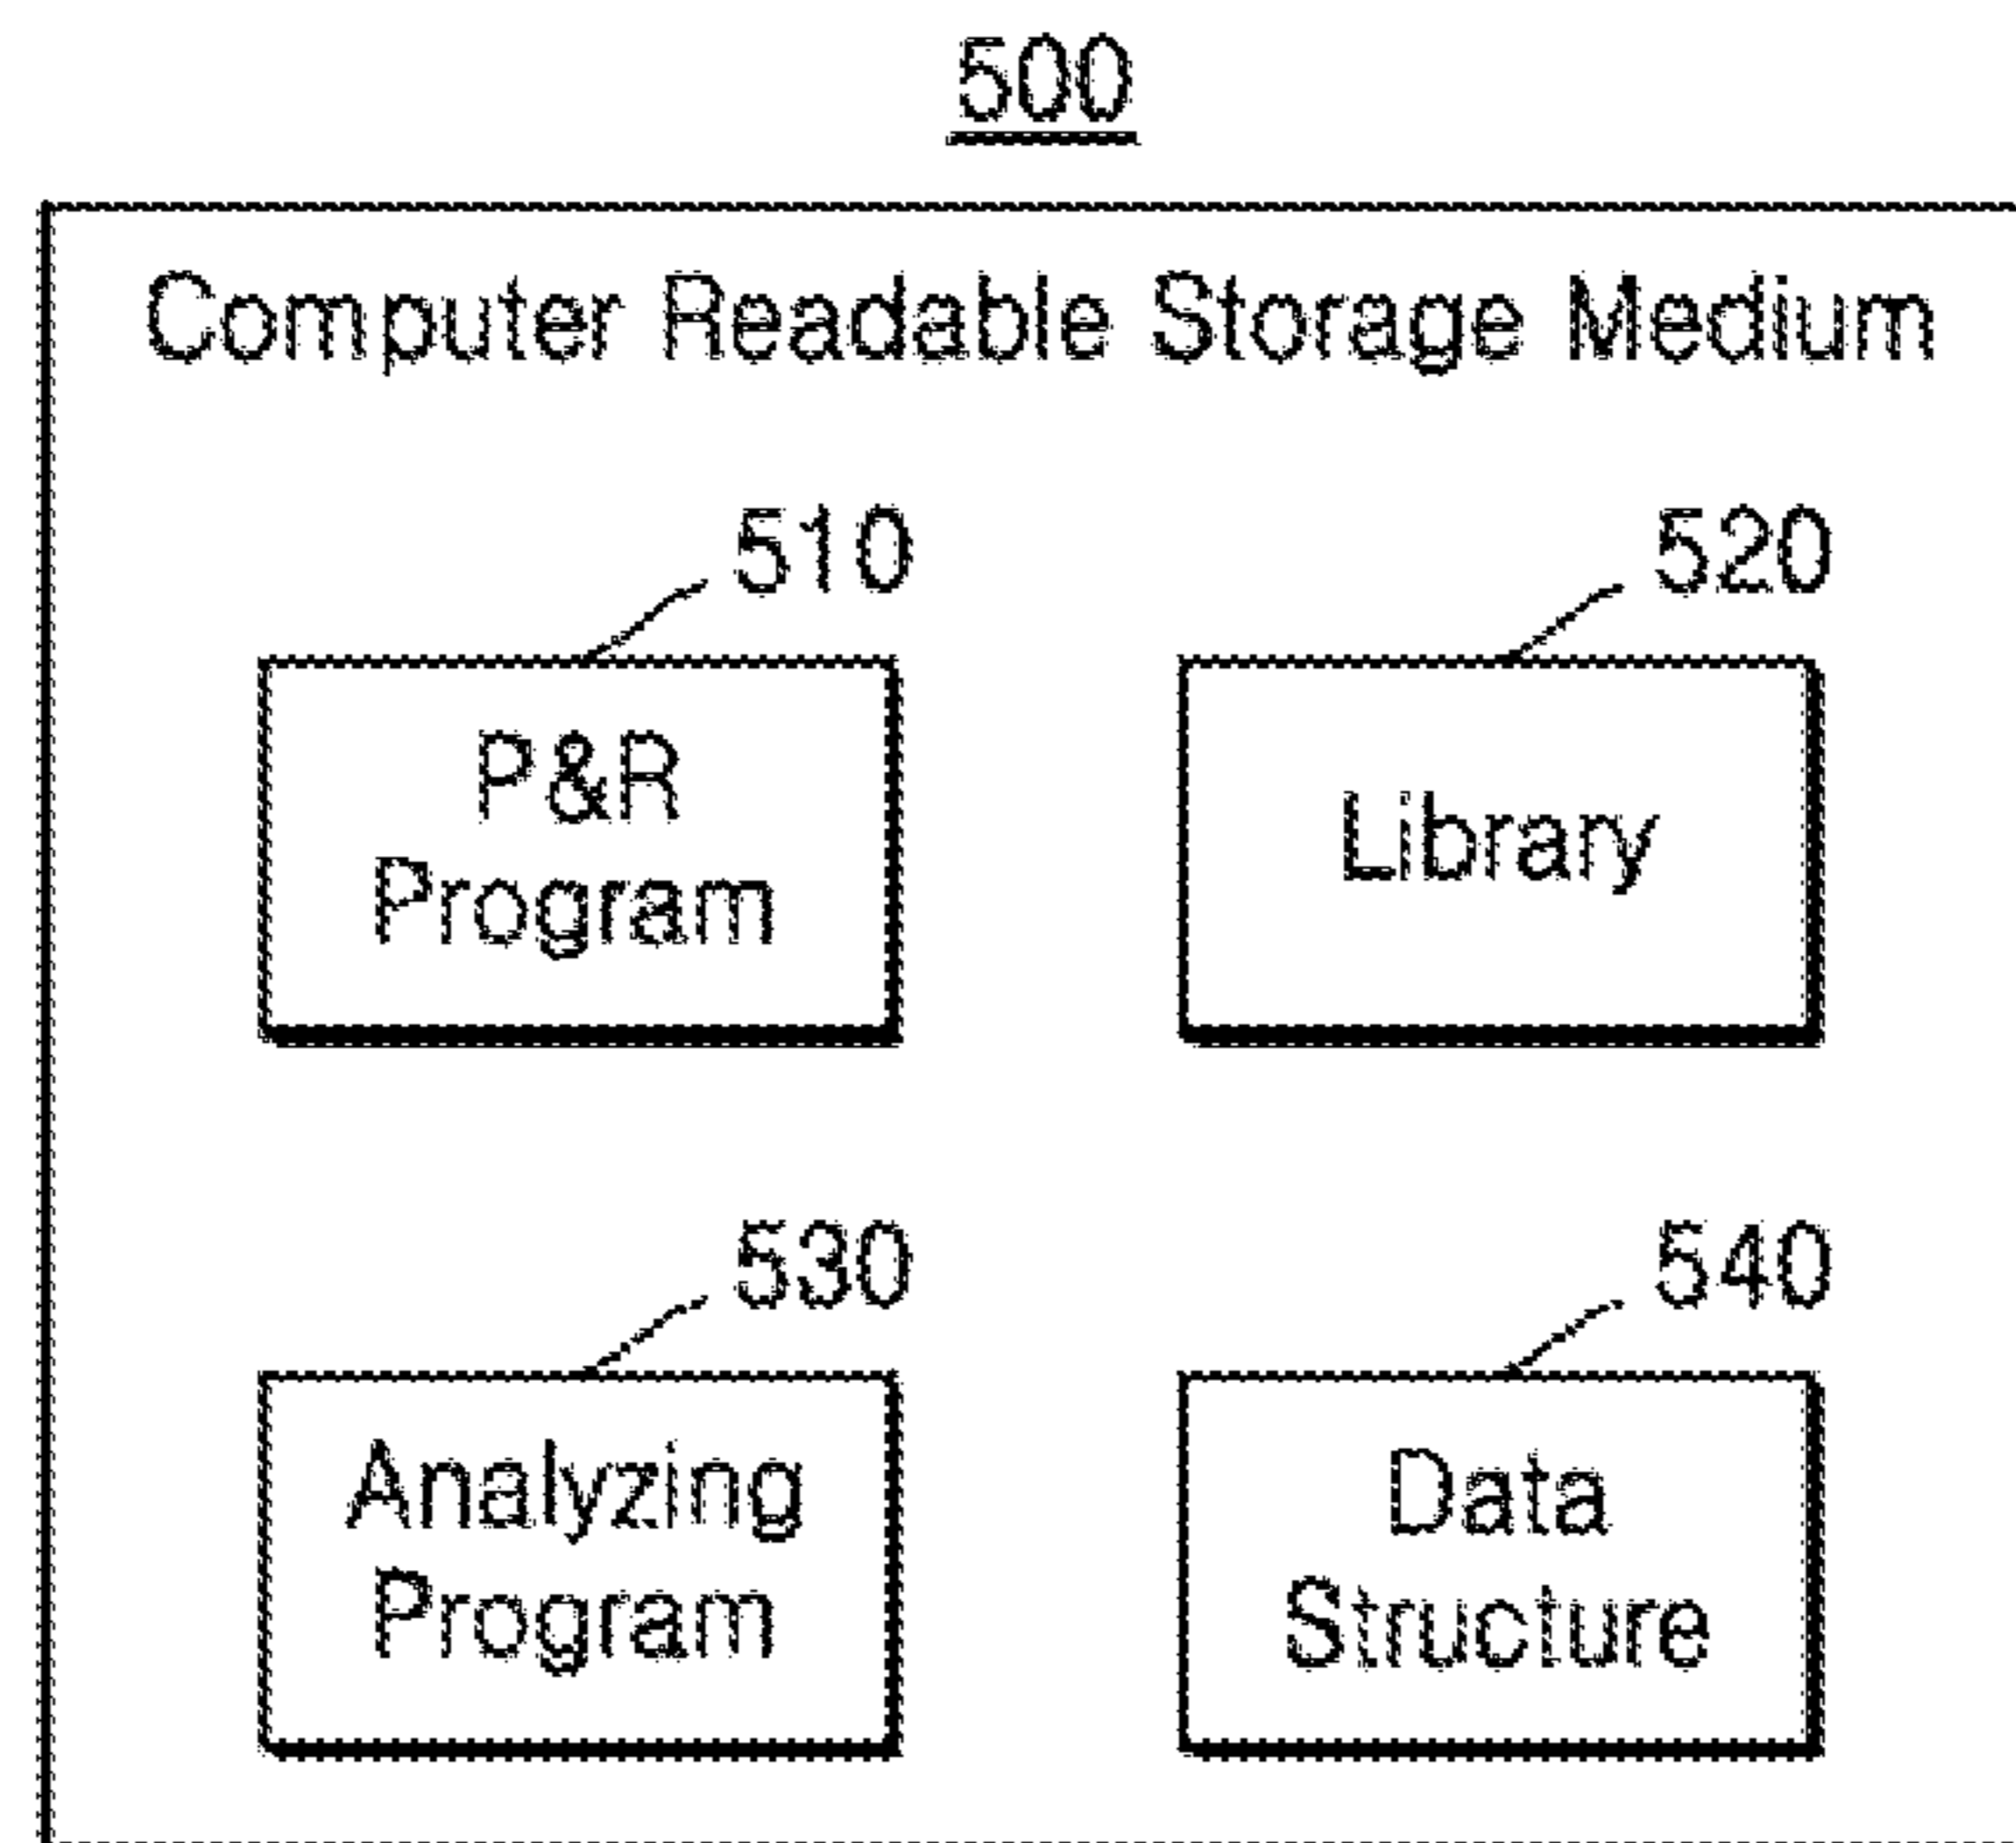 500
Computer Readable Storage Medium
510
520
P&R
Program
Library
530
540
Analyzing
Program
Data
Structure